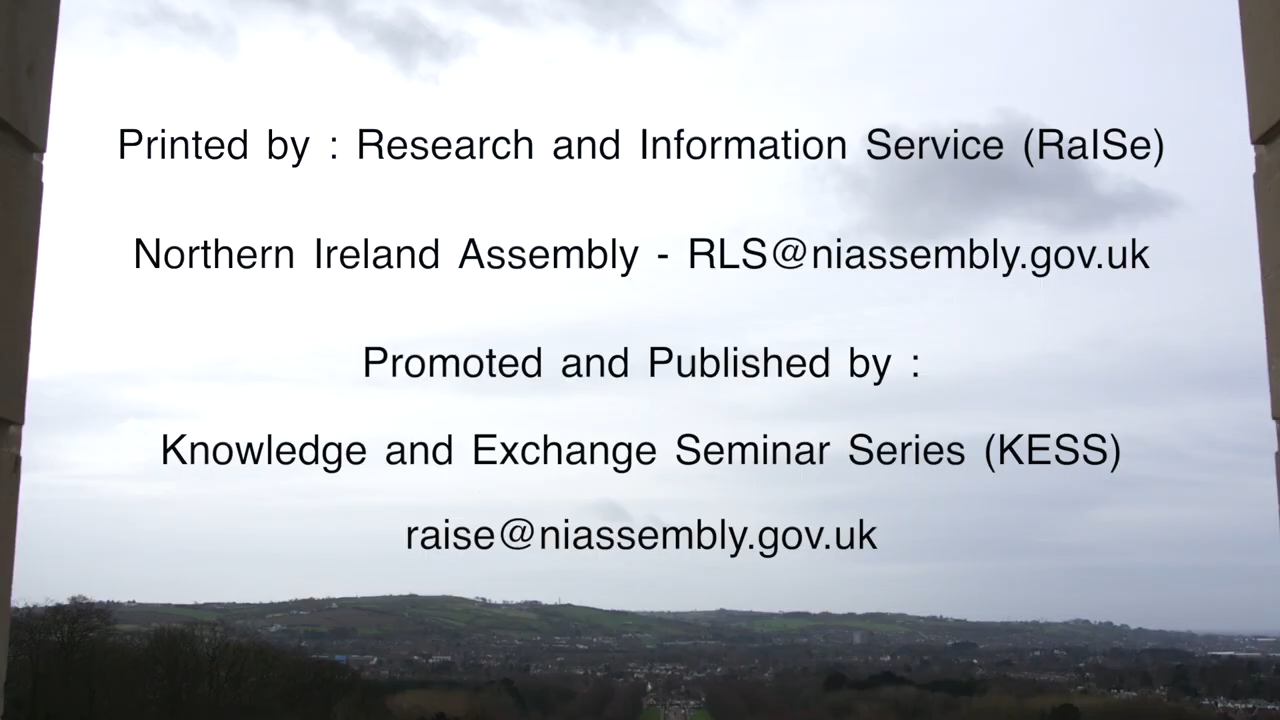 Printed by : Research and Information Service (RaISe)
Northern Ireland Assembly - RLS@niassembly.gov.uk
Promoted and Published by :
Knowledge and Exchange Seminar Series (KESS)
raise@niassembly.gov.uk